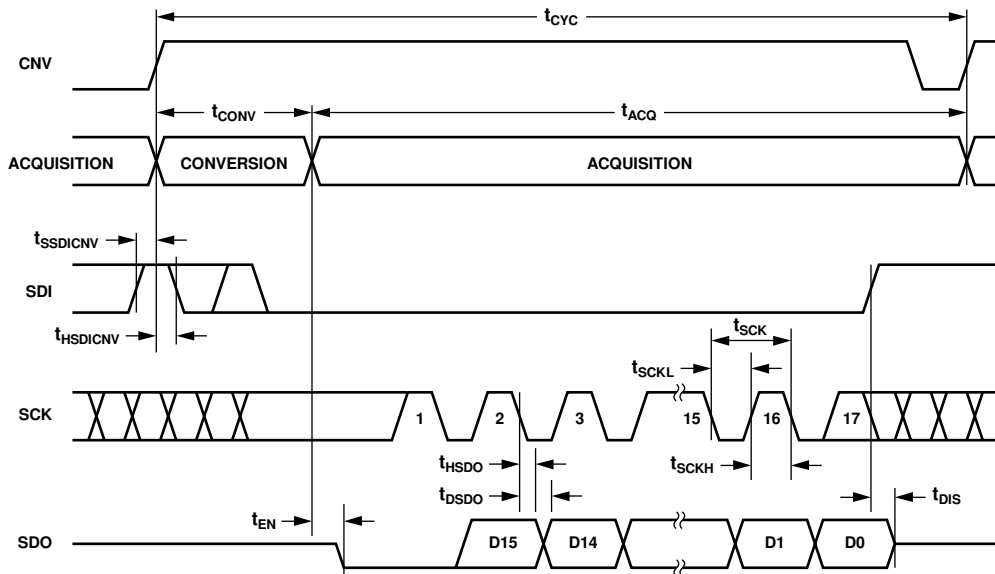 tCYC
CNV
tCONV
tACQ
ACQUISITION CONVERSION ACQUISITION
tSSDICNV
SDI
tHSDICNV
tSCK
tSCKL
SCK 1 2 3 15 16 17
tHSDO
tSCKH
tDSDO
tDIS
tEN
SDO D15 D14 D1 D0